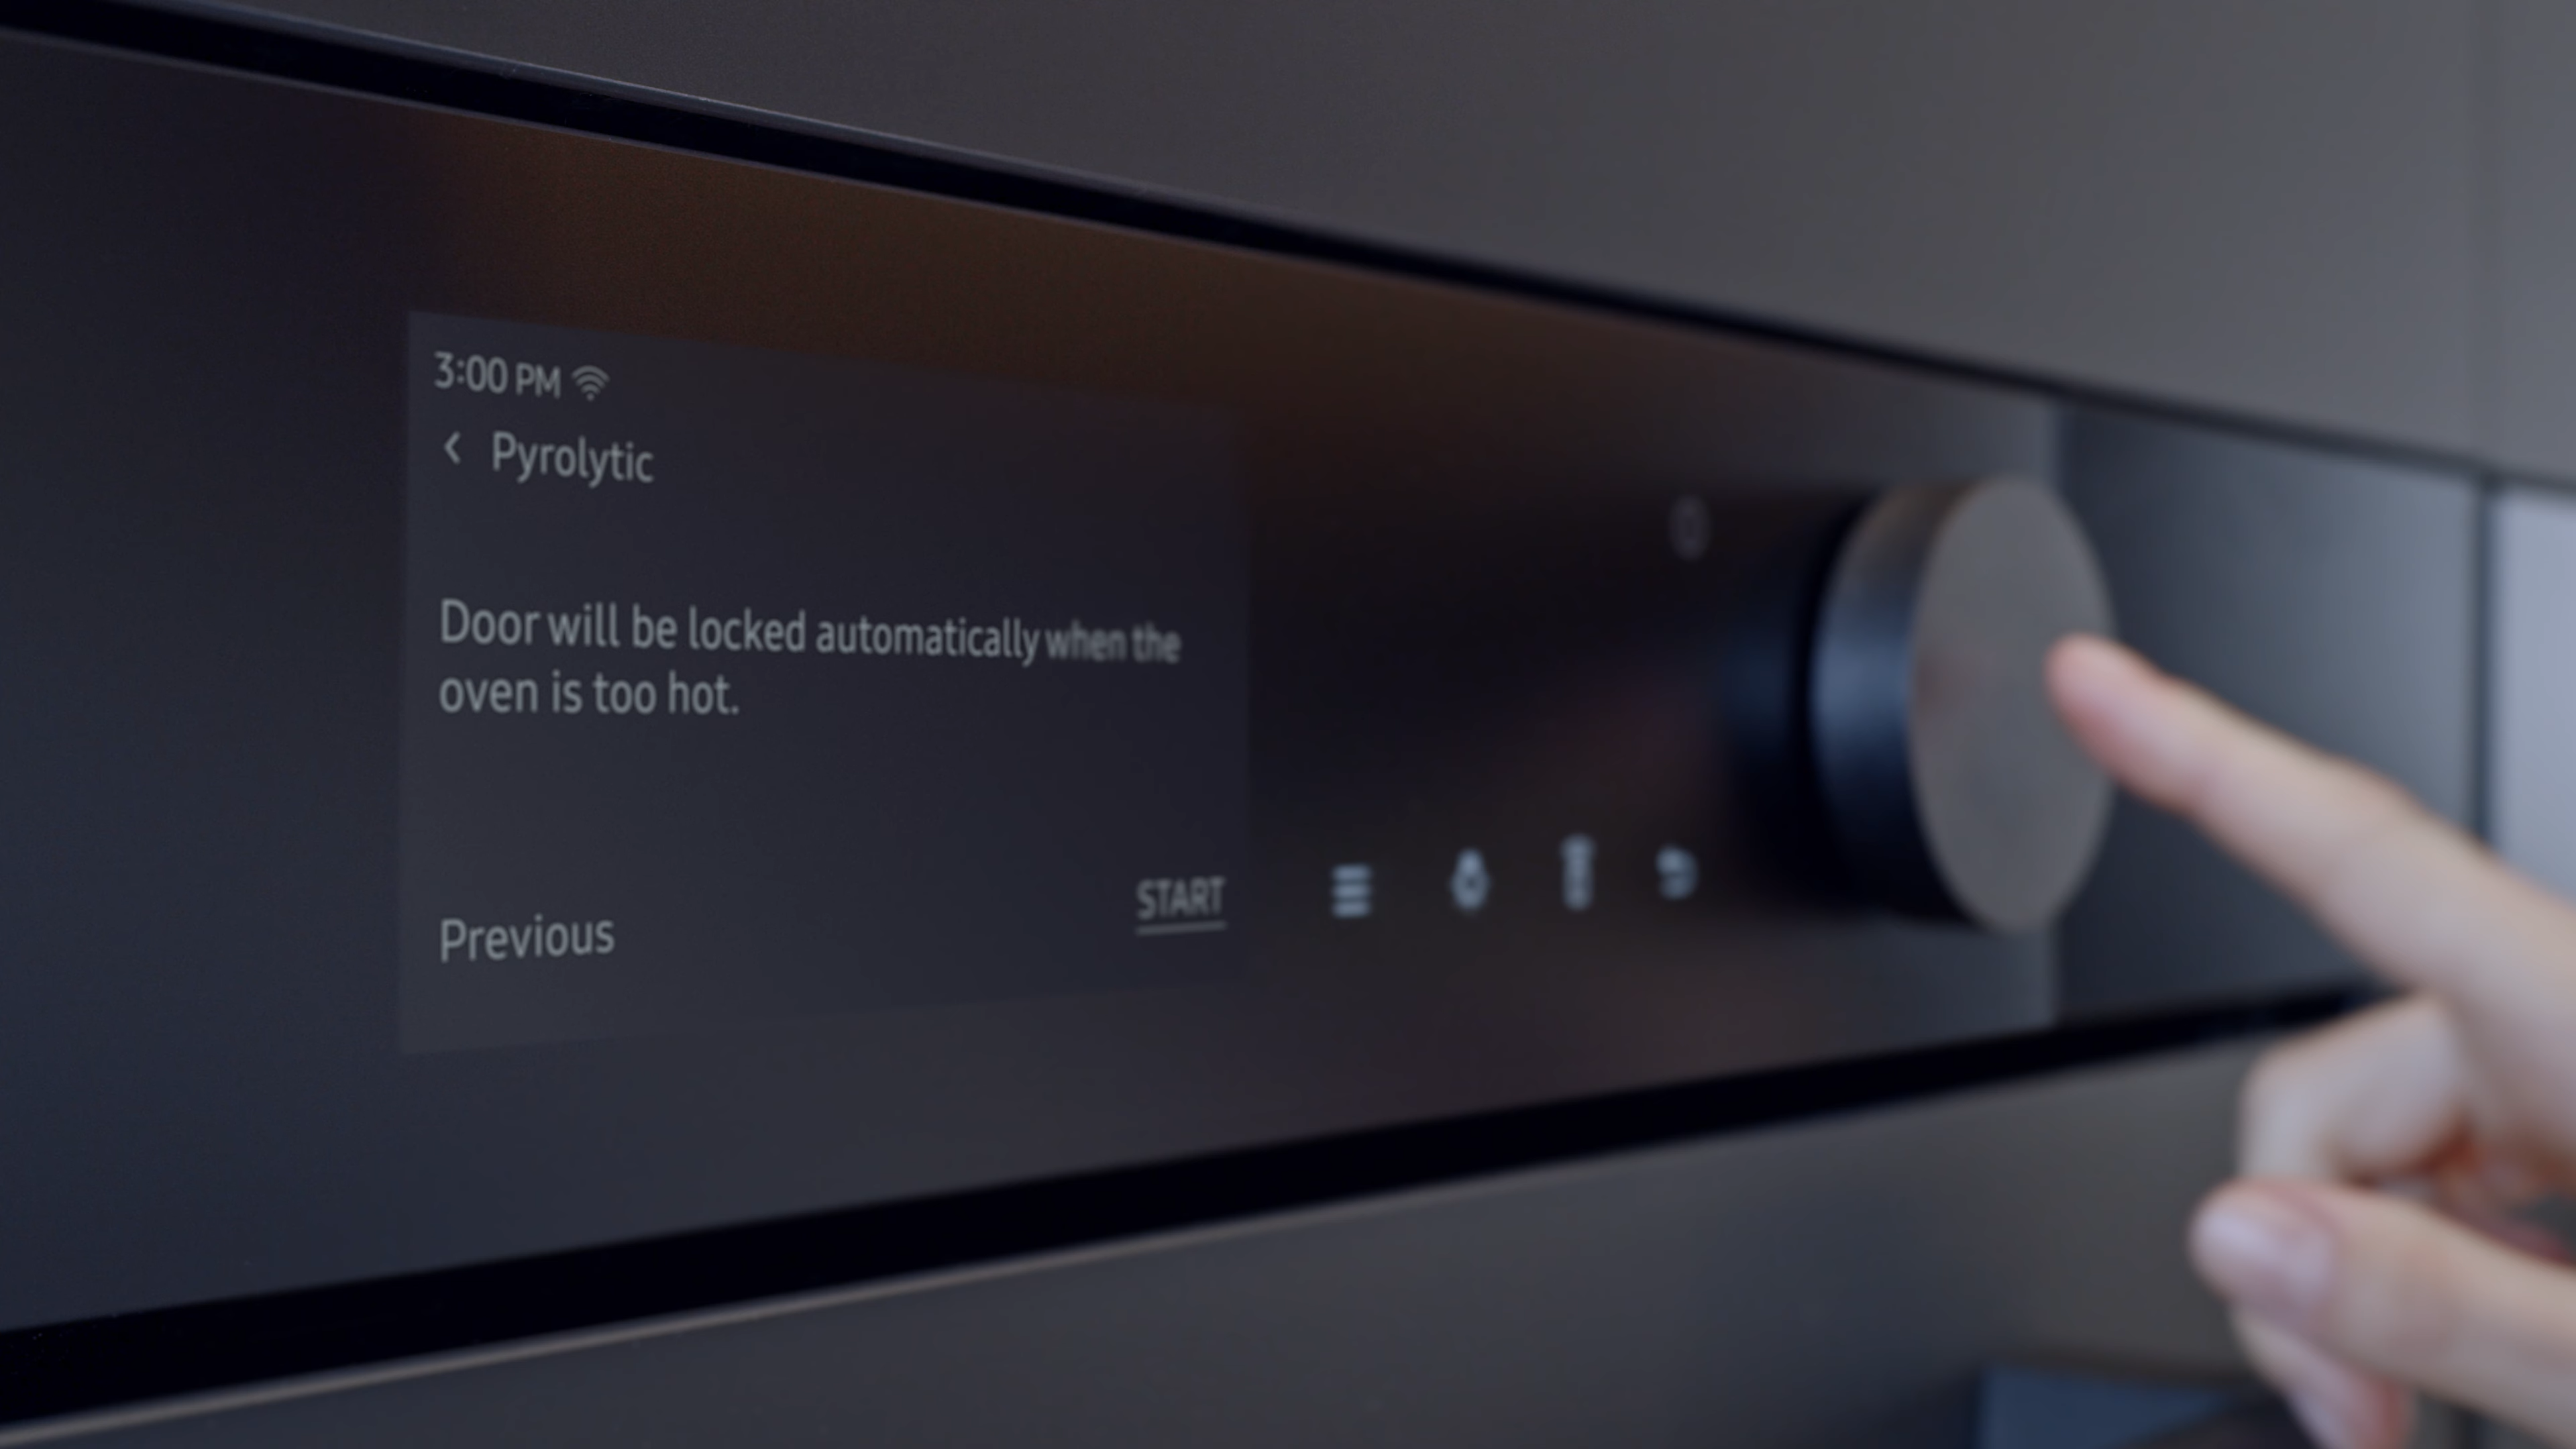 3:00 PM
Pyrolytic
Door will be locked automatically when the
oven is too hot.
Previous
START